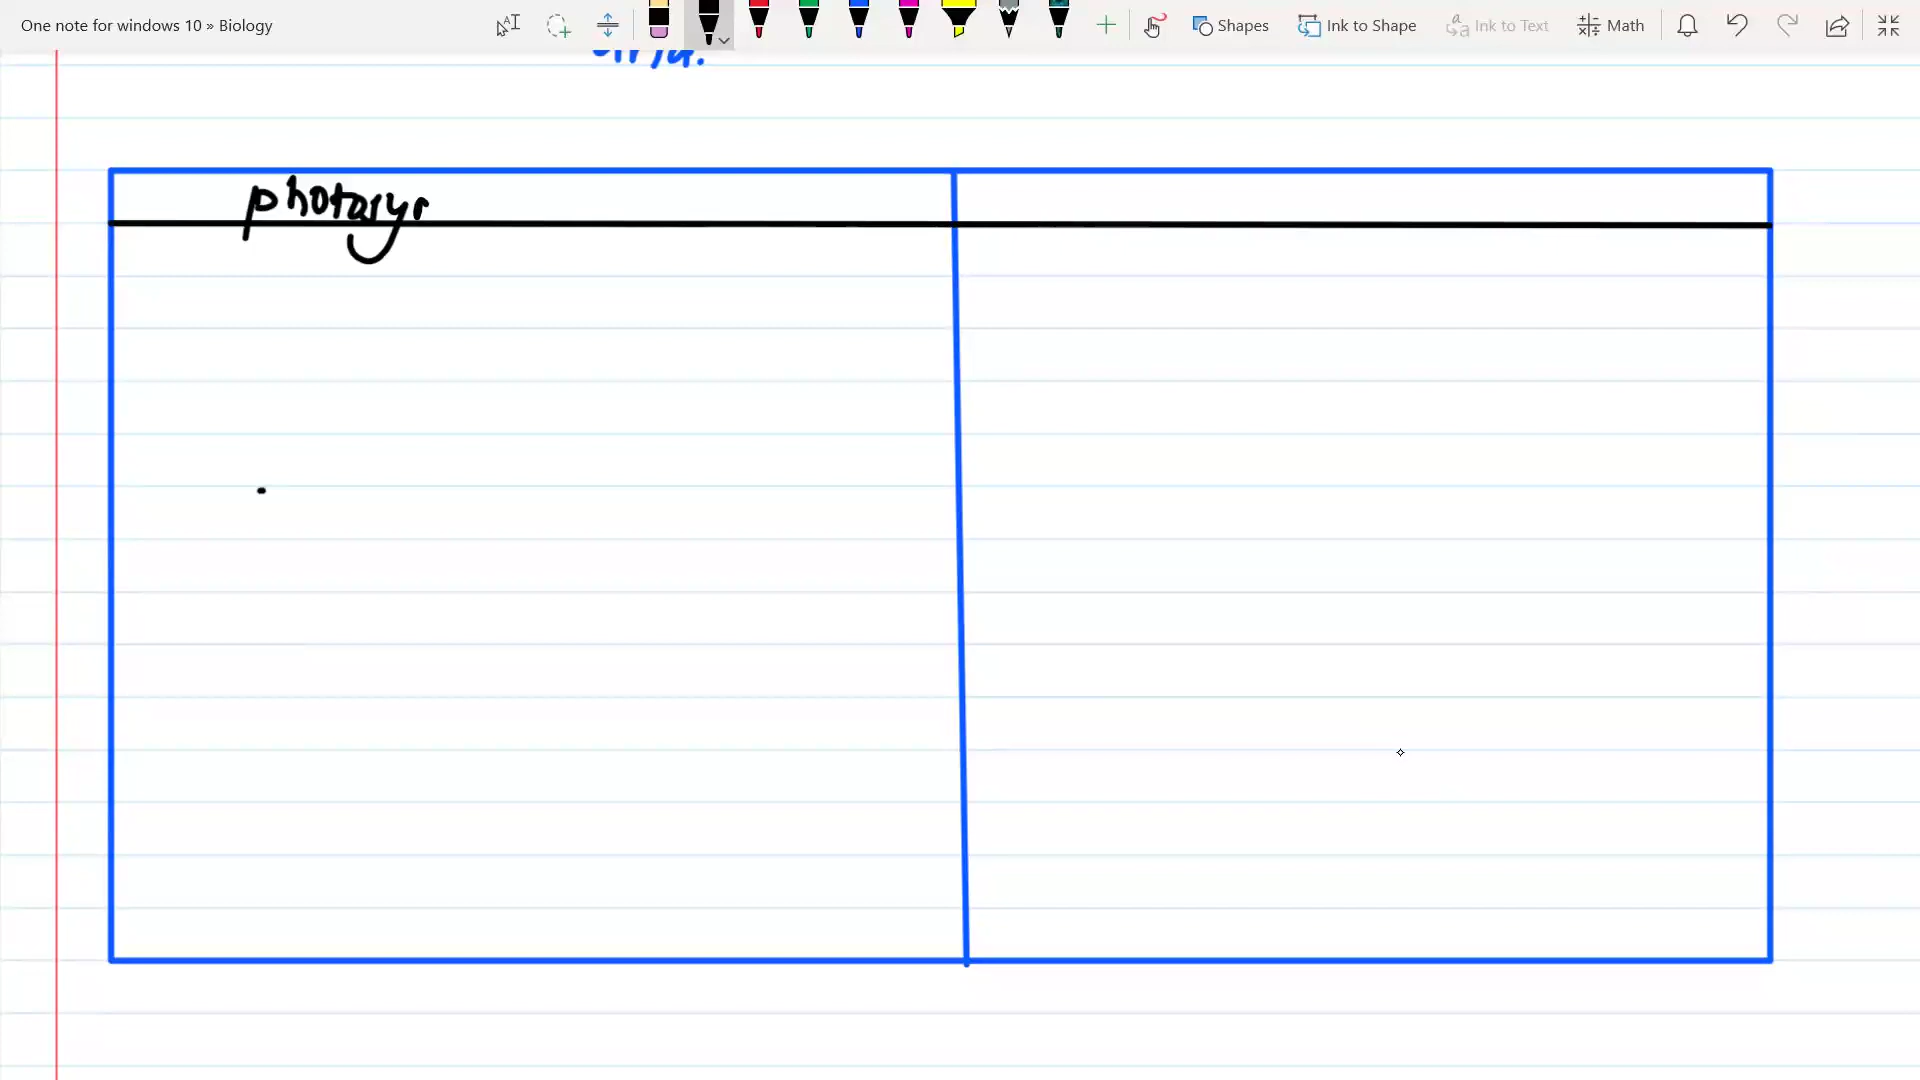 One note for windows 10 » Biology
Shapes
Ink to Shape
Ink to Text
Math
photosyn